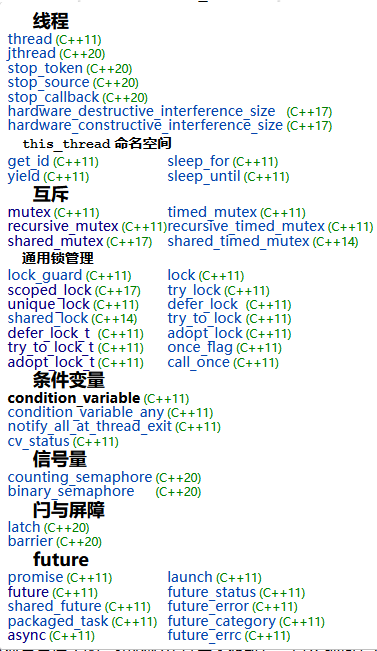 线程
thread (C++11)
jthread (C++20)
stop_token (C++20)
stop_source (C++20)
stop_callback (C++20)
hardware_destructive_interference_size (C++17)
hardware_constructive_interference_size (C++17)
this_thread 命名空间
get_id (C++11) sleep_for (C++11)
yield (C++11) sleep_until (C++11)
互斥
mutex (C++11) timed_mutex (C++11)
recursive_mutex (C++11) recursive_timed_mutex (C++11)
shared_mutex (C++17) shared_timed_mutex (C++14)
通用锁管理
lock_guard (C++11) lock (C++11)
scoped_lock (C++17) try_lock (C++11)
unique_lock (C++11) defer_lock (C++11)
shared_lock (C++14) try_to_lock (C++11)
defer_lock_t (C++11) adopt_lock (C++11)
try_to_lock_t (C++11) once_flag (C++11)
adopt_lock_t (C++11) call_once (C++11)
条件变量
condition_variable (C++11)
condition_variable_any (C++11)
notify_all_at_thread_exit (C++11)
cv_status (C++11)
信号量
counting_semaphore (C++20)
binary_semaphore (C++20)
闩与屏障
latch (C++20)
barrier (C++20)
future
promise (C++11) launch (C++11)
future (C++11) future_status (C++11)
shared_future (C++11) future_error (C++11)
packaged_task (C++11) future_category (C++11)
async (C++11) future_errc (C++11)